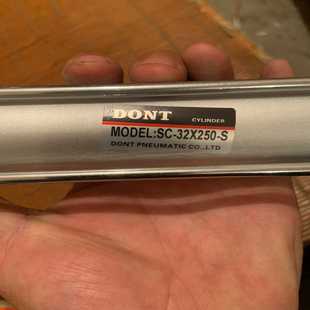 DONT
CYLINDER
MODEL:SC-32X250-S
DONT PNEUMATIC CO.,LTD